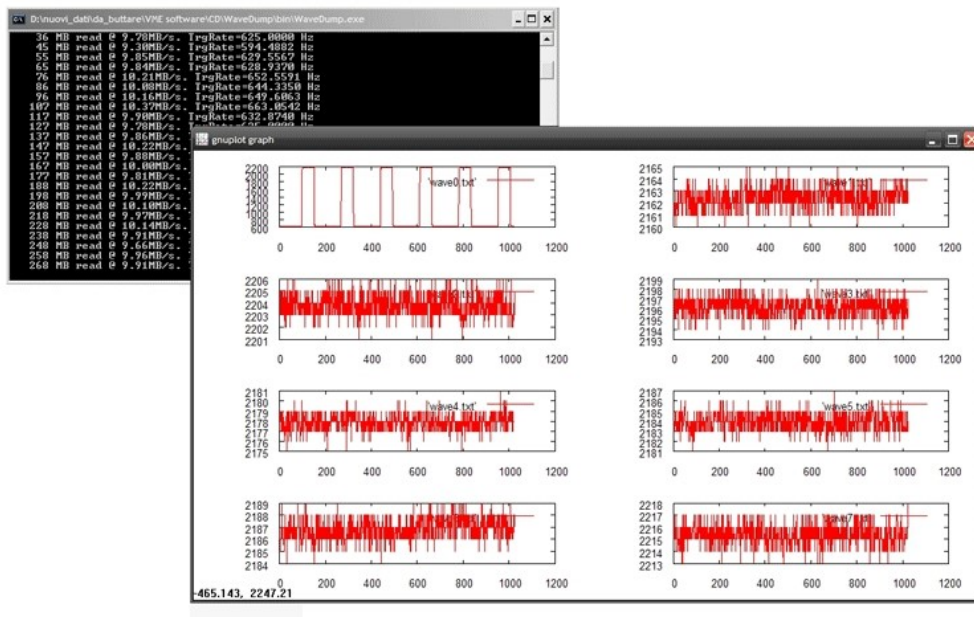 D:\nuovi_dati\da_buttare\VME software\CD\WaveDump\bin\WaveDump.exe
36 MB read @ 9.78MB/s. TrgRate=625.0000 Hz
45 MB read @ 9.30MB/s. TrgRate=594.4882 Hz
55 MB read @ 9.85MB/s. TrgRate=629.5567 Hz
65 MB read @ 9.84MB/s. TrgRate=628.9370 Hz
76 MB read @ 10.21MB/s. TrgRate=652.5591 Hz
86 MB read @ 10.08MB/s. TrgRate=644.3350 Hz
96 MB read @ 10.16MB/s. TrgRate=649.6063 Hz
107 MB read @ 10.37MB/s. TrgRate=663.0542 Hz
117 MB read @ 9.90MB/s. TrgRate=632.8740 Hz
127 MB read @ 9.78MB/s. TrgRate=625.0000 Hz
137 MB read @ 9.86MB/s.
147 MB read @ 10.22MB/s.
157 MB read @ 9.88MB/s.
167 MB read @ 10.00MB/s.
177 MB read @ 9.81MB/s.
188 MB read @ 10.22MB/s.
198 MB read @ 9.99MB/s.
208 MB read @ 10.10MB/s.
218 MB read @ 9.97MB/s.
228 MB read @ 10.14MB/s.
238 MB read @ 9.91MB/s.
248 MB read @ 9.66MB/s.
258 MB read @ 9.96MB/s.
268 MB read @ 9.91MB/s.
gnuplot graph
2200
2000
1800
1600
1400
1200
1000
800
600
'wave0.txt'
0 200 400 600 800 1000 1200
2165
2164
2163
2162
2161
2160
0 200 400 600 800 1000 1200
2206
2205
2204
2203
2202
2201
0 200 400 600 800 1000 1200
2199
2198
2197
2196
2195
2194
2193
'wave3.txt'
0 200 400 600 800 1000 1200
2181
2180
2179
2178
2177
2176
2175
'wave4.txt'
0 200 400 600 800 1000 1200
2187
2186
2185
2184
2183
2182
2181
'wave5.txt'
0 200 400 600 800 1000 1200
2189
2188
2187
2186
2185
2184
0 200 400 600 800 1000 1200
2218
2217
2216
2215
2214
2213
'wave7.txt'
0 200 400 600 800 1000 1200
-465.143, 2247.21